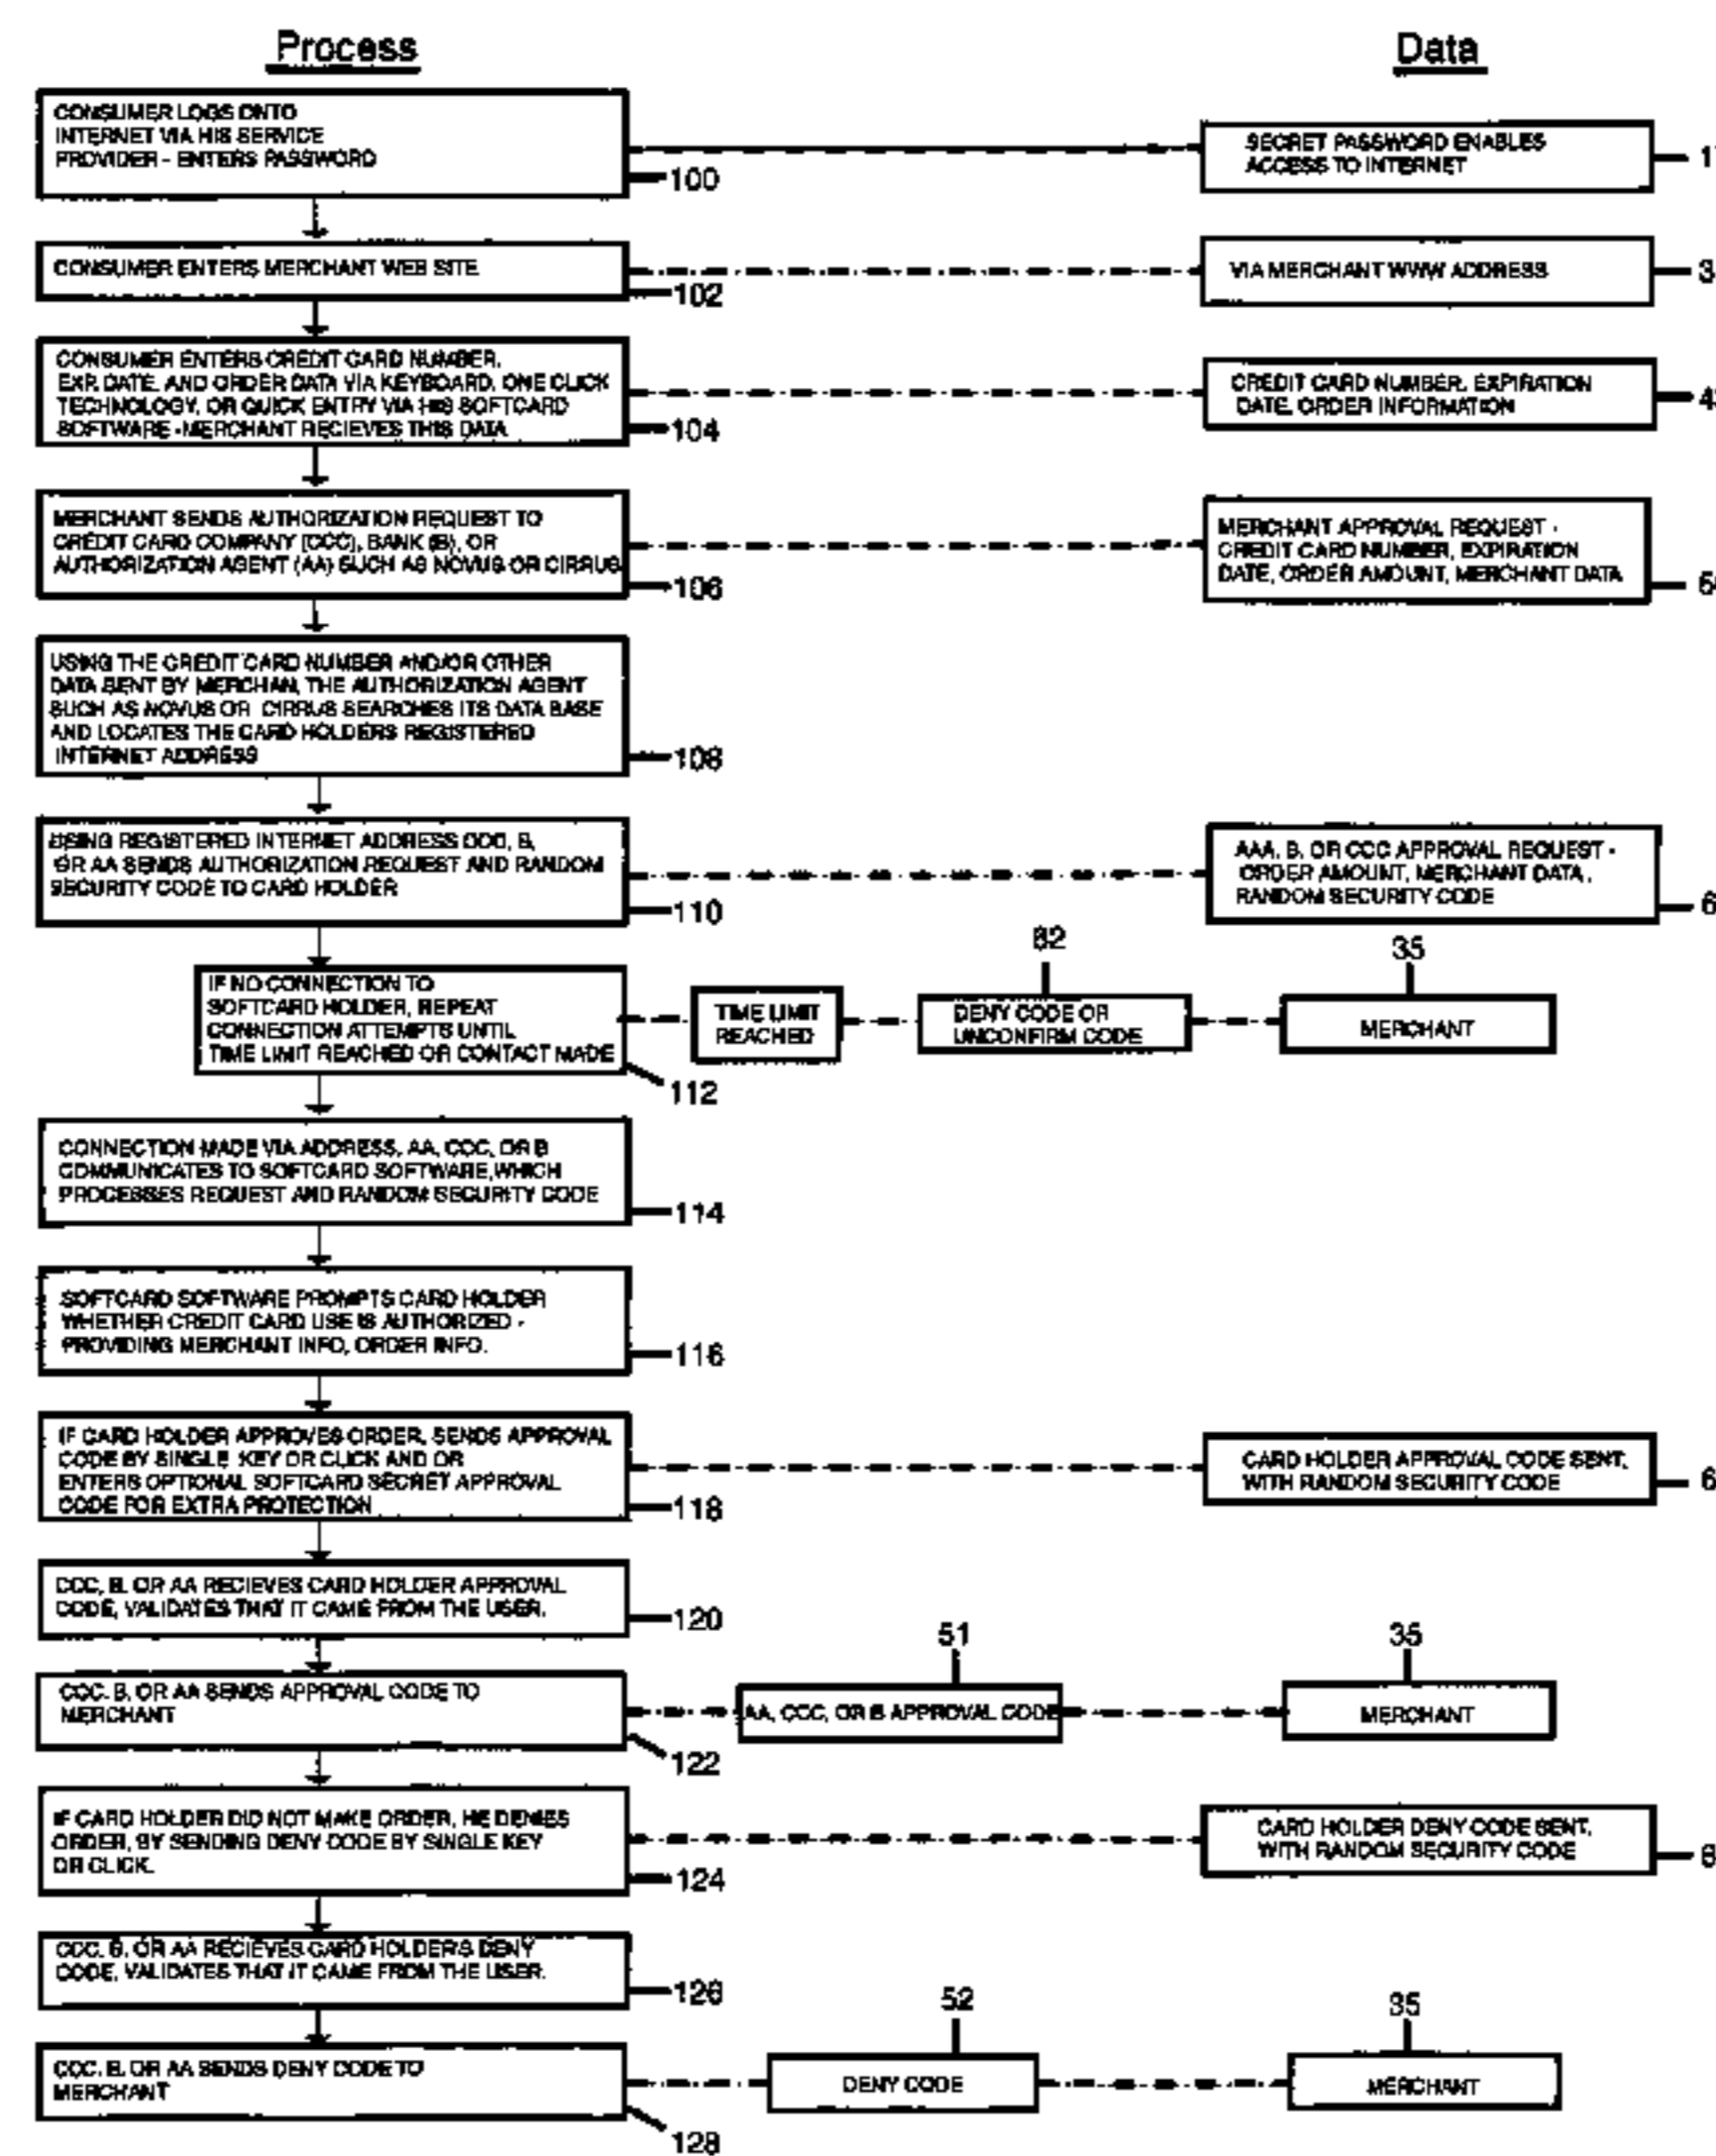 Process
Data
CONSUMER LOGS ONTO
INTERNET VIA HIS SERVICE
PROVIDER - ENTERS PASSWORD
100
SECRET PASSWORD ENABLES
ACCESS TO INTERNET
CONSUMER ENTERS MERCHANT WEB SITE
102
VIA MERCHANT WWW ADDRESS
CONSUMER ENTERS CREDIT CARD NUMBER,
EXP. DATE, AND ORDER DATA VIA KEYBOARD, ONE CLICK
TECHNOLOGY, OR QUICK ENTRY VIA HIS SOFTCARD
SOFTWARE - MERCHANT RECIEVES THIS DATA
104
CREDIT CARD NUMBER, EXPIRATION
DATE, ORDER INFORMATION
MERCHANT SENDS AUTHORIZATION REQUEST TO
CREDIT CARD COMPANY (CCC), BANK (B), OR
AUTHORIZATION AGENT (AA) SUCH AS NOVUS OR CIRRUS
106
MERCHANT APPROVAL REQUEST -
CREDIT CARD NUMBER, EXPIRATION
DATE, ORDER AMOUNT, MERCHANT DATA
USING THE CREDIT CARD NUMBER AND/OR OTHER
DATA SENT BY MERCHAN, THE AUTHORIZATION AGENT
SUCH AS NOVUS OR CIRRUS SEARCHES ITS DATA BASE
AND LOCATES THE CARD HOLDERS REGISTERED
INTERNET ADDRESS
108
USING REGISTERED INTERNET ADDRESS CCC, B,
OR AA SENDS AUTHORIZATION REQUEST AND RANDOM
SECURITY CODE TO CARD HOLDER
110
AAA, B, OR CCC APPROVAL REQUEST -
ORDER AMOUNT, MERCHANT DATA,
RANDOM SECURITY CODE
IF NO CONNECTION TO
SOFTCARD HOLDER, REPEAT
CONNECTION ATTEMPTS UNTIL
TIME LIMIT REACHED OR CONTACT MADE
112
TIME LIMIT
REACHED
DENY CODE OR
UNCONFIRM CODE
35
MERCHANT
CONNECTION MADE VIA ADDRESS, AA, CCC, OR B
COMMUNICATES TO SOFTCARD SOFTWARE, WHICH
PROCESSES REQUEST AND RANDOM SECURITY CODE
114
SOFTCARD SOFTWARE PROMPTS CARD HOLDER
WHETHER CREDIT CARD USE IS AUTHORIZED -
PROVIDING MERCHANT INFO, ORDER INFO.
116
IF CARD HOLDER APPROVES ORDER, SENDS APPROVAL
CODE BY SINGLE KEY OR CLICK AND OR
ENTERS OPTIONAL SOFTCARD SECRET APPROVAL
CODE FOR EXTRA PROTECTION
118
CARD HOLDER APPROVAL CODE SENT,
WITH RANDOM SECURITY CODE
CCC, B, OR AA RECIEVES CARD HOLDER APPROVAL
CODE, VALIDATES THAT IT CAME FROM THE USER.
120
CCC, B, OR AA SENDS APPROVAL CODE TO
MERCHANT
122
51
AA, CCC, OR B APPROVAL CODE
35
MERCHANT
IF CARD HOLDER DID NOT MAKE ORDER, HE DENIES
ORDER, BY SENDING DENY CODE BY SINGLE KEY
OR CLICK.
124
CARD HOLDER DENY CODE SENT,
WITH RANDOM SECURITY CODE
CCC, B, OR AA RECIEVES CARD HOLDERS DENY
CODE, VALIDATES THAT IT CAME FROM THE USER.
126
CCC, B, OR AA SENDS DENY CODE TO
MERCHANT
128
52
DENY CODE
35
MERCHANT